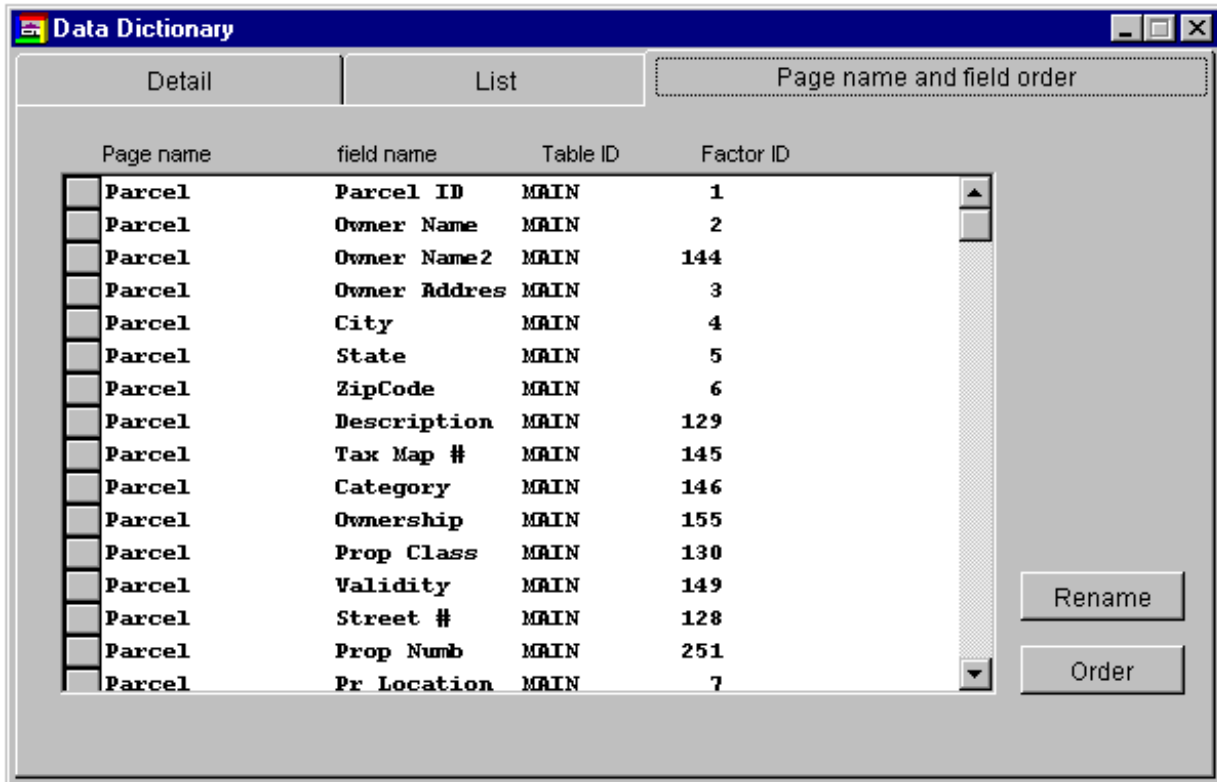 Data Dictionary
Detail List Page name and field order
Page name field name Table ID Factor ID
Parcel Parcel ID MAIN 1
Parcel Owner Name MAIN 2
Parcel Owner Name2 MAIN 144
Parcel Owner Addres MAIN 3
Parcel City MAIN 4
Parcel State MAIN 5
Parcel ZipCode MAIN 6
Parcel Description MAIN 129
Parcel Tax Map # MAIN 145
Parcel Category MAIN 146
Parcel Ownership MAIN 155
Parcel Prop Class MAIN 130
Parcel Validity MAIN 149
Parcel Street # MAIN 128
Parcel Prop Numb MAIN 251
Parcel Pr Location MAIN 7
Rename
Order